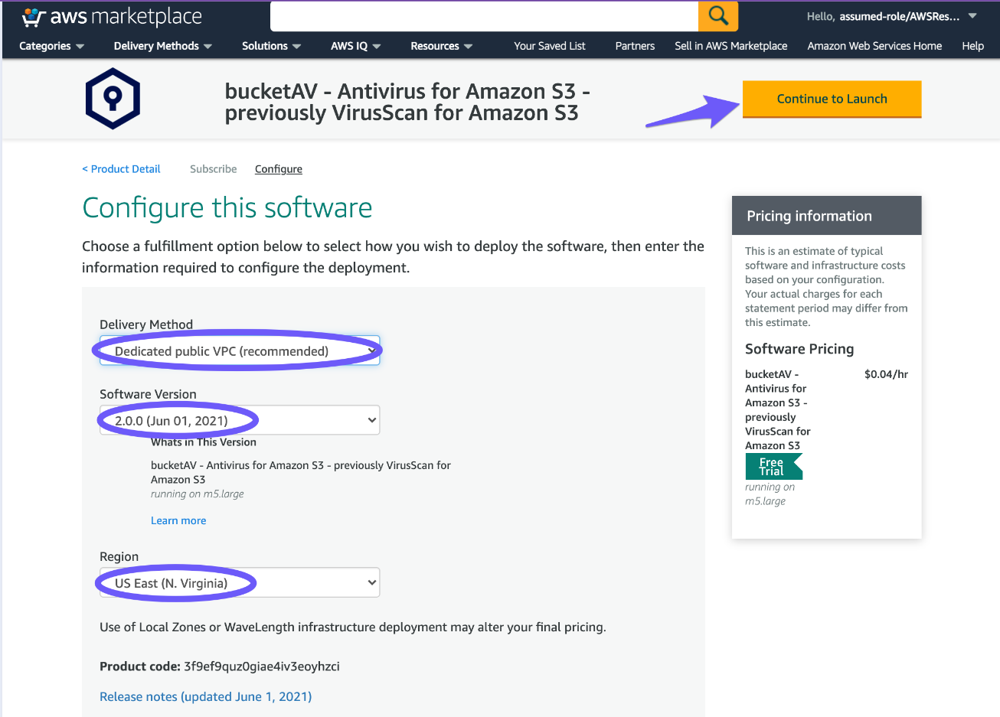 aws marketplace
Hello, assumed-role/AWSRes...
Categories Delivery Methods Solutions AWS IQ Resources Your Saved List Partners Sell in AWS Marketplace Amazon Web Services Home Help
bucketAV - Antivirus for Amazon S3 -
previously VirusScan for Amazon S3
Continue to Launch
< Product Detail Subscribe Configure
Configure this software
Choose a fulfillment option below to select how you wish to deploy the software, then enter the
information required to configure the deployment.
Delivery Method
Dedicated public VPC (recommended)
Software Version
2.0.0 (Jun 01, 2021)
Whats in This Version
bucketAV - Antivirus for Amazon S3 - previously VirusScan for
Amazon S3
running on m5.large
Learn more
Region
US East (N. Virginia)
Use of Local Zones or WaveLength infrastructure deployment may alter your final pricing.
Product code: 3f9ef9quz0giae4iv3eoyhzci
Release notes (updated June 1, 2021)
Pricing information
This is an estimate of typical
software and infrastructure costs
based on your configuration.
Your actual charges for each
statement period may differ from
this estimate.
Software Pricing
bucketAV - $0.04/hr
Antivirus for
Amazon S3 -
previously
VirusScan for
Amazon S3
Free
Trial
running on
m5.large